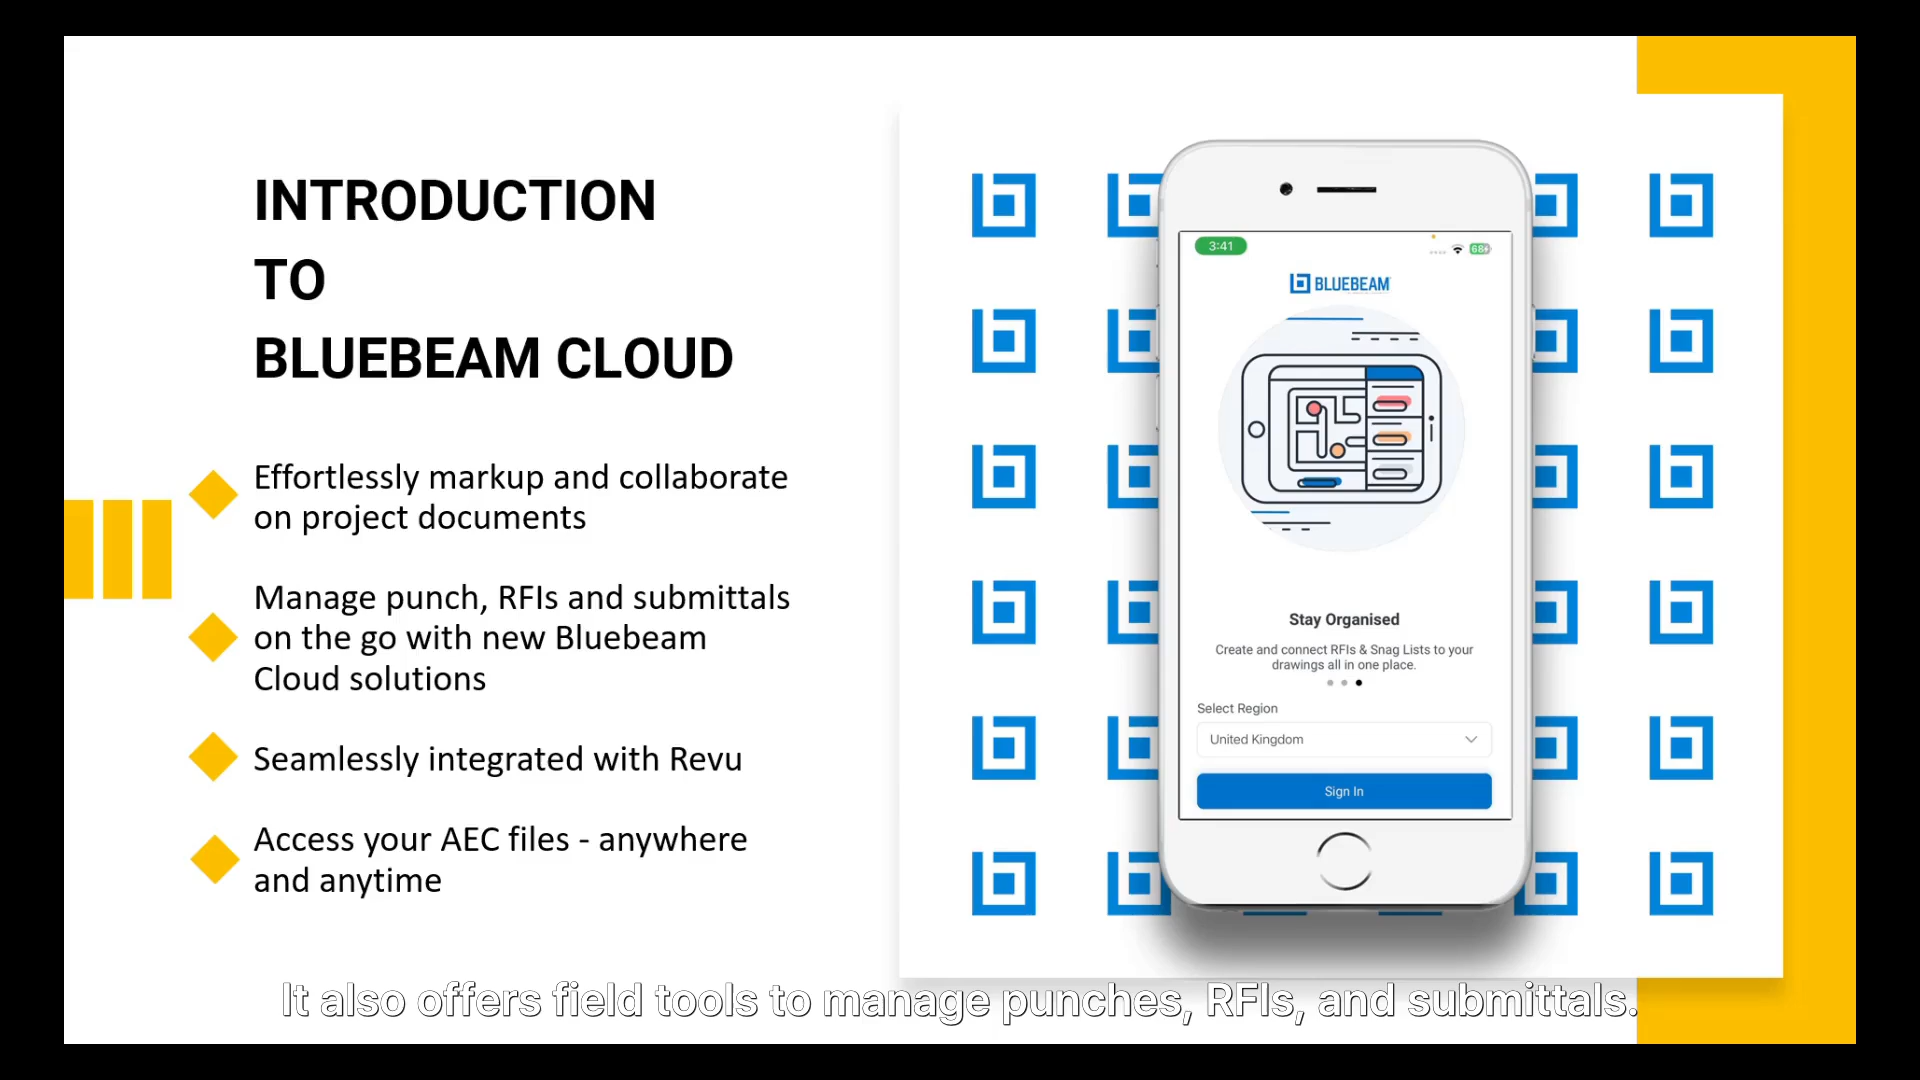 INTRODUCTION
TO
BLUEBEAM CLOUD
Effortlessly markup and collaborate
on project documents
Manage punch, RFIs and submittals
on the go with new Bluebeam
Cloud solutions
Seamlessly integrated with Revu
Access your AEC files - anywhere
and anytime
3:41
68
BLUEBEAM
Stay Organised
Create and connect RFIs & Snag Lists to your
drawings all in one place.
Select Region
United Kingdom
Sign In
It also offers field tools to manage punches, RFIs, and submittals.